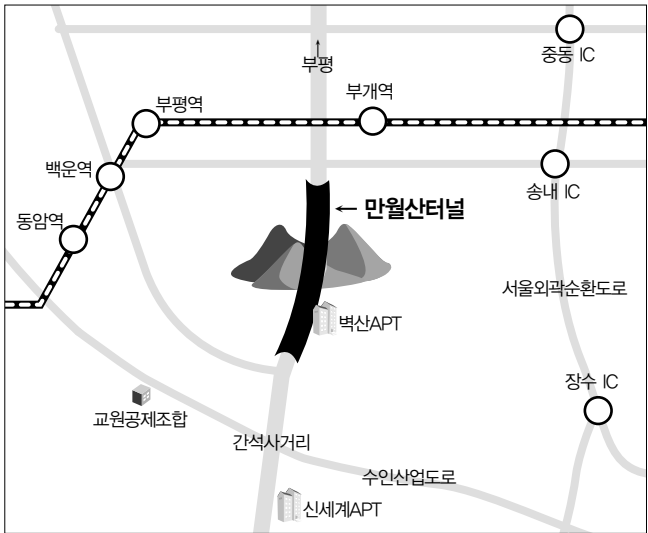 중동 IC
↑
부평
부평역
부개역
백운역
송내 IC
← 만월산터널
동암역
서울외곽순환도로
벽산APT
장수 IC
교원공제조합
간석사거리
수인산업도로
신세계APT